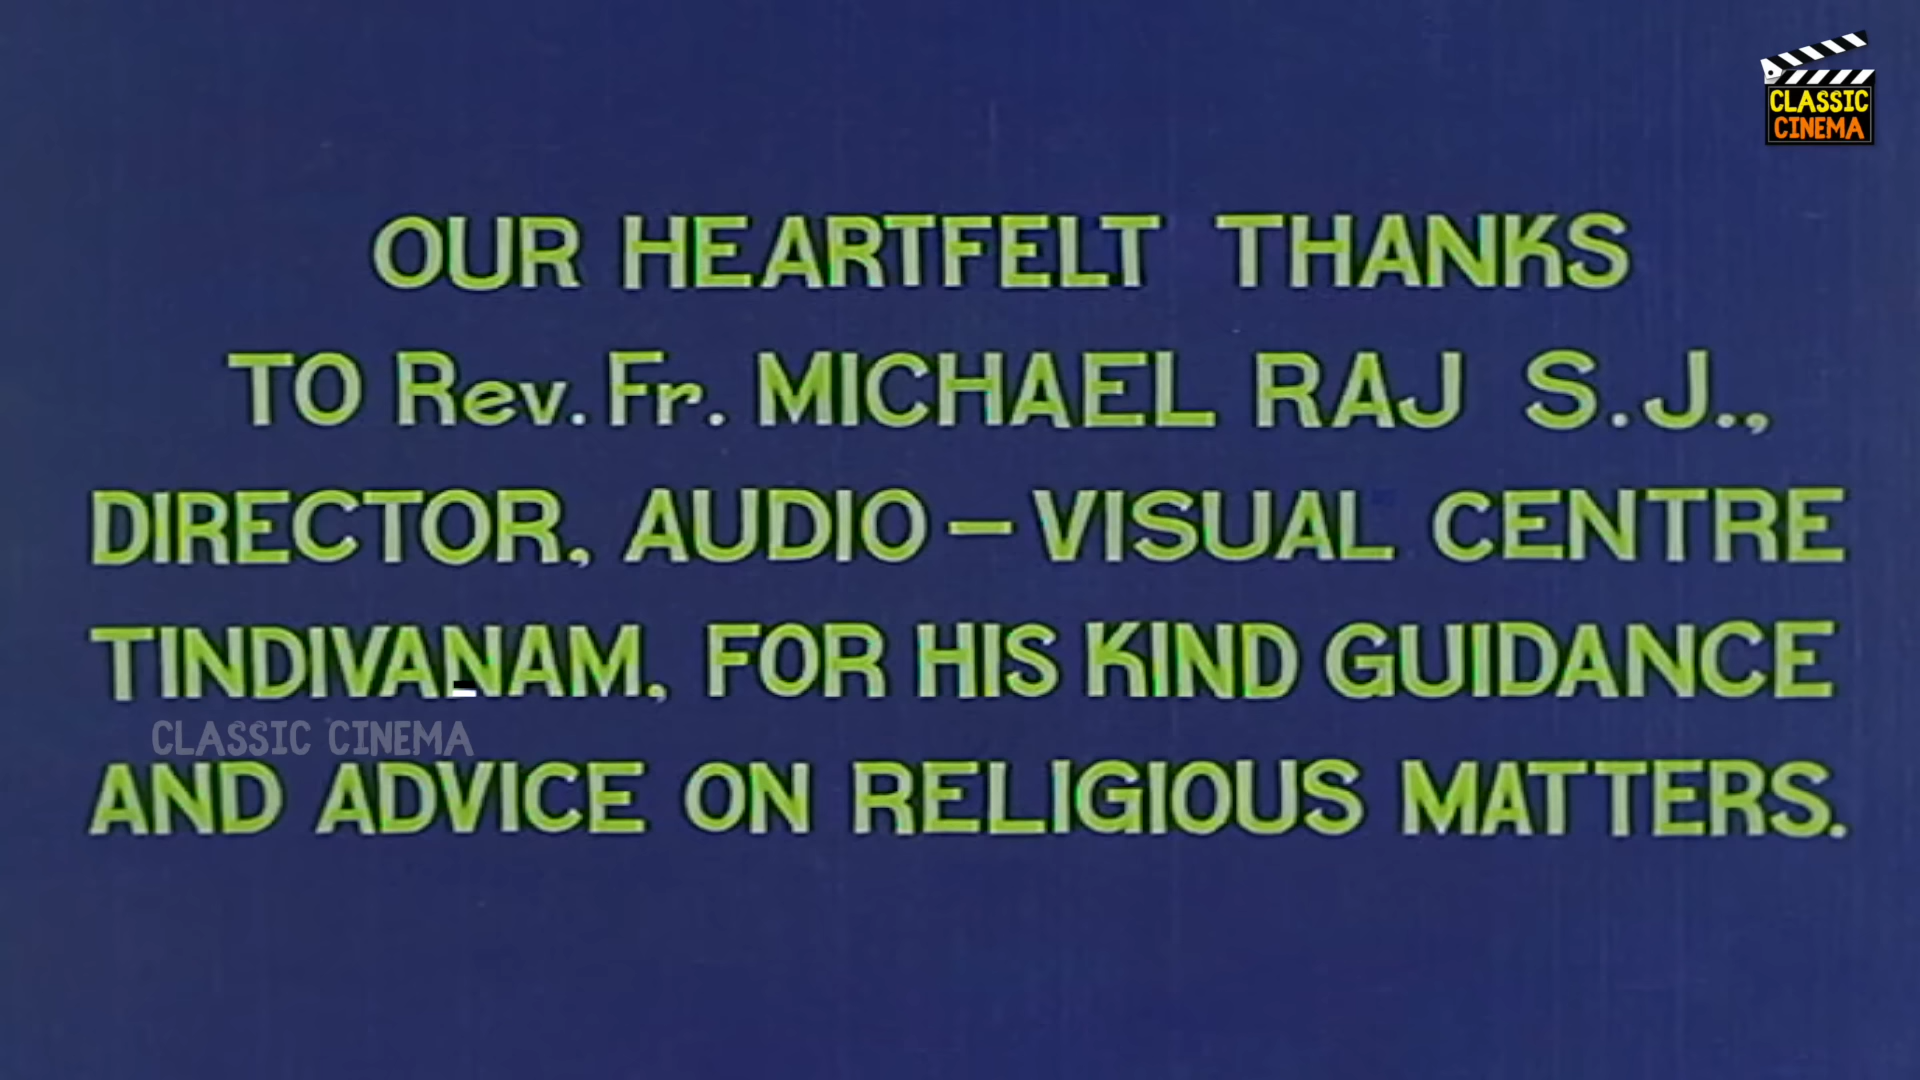 CLASSIC
CINEMA
OUR HEARTFELT THANKS
TO Rev. Fr. MICHAEL RAJ S.J.,
DIRECTOR, AUDIO-VISUAL CENTRE
TINDIVANAM, FOR HIS KIND GUIDANCE
CLASSIC CINEMA
AND ADVICE ON RELIGIOUS MATTERS.